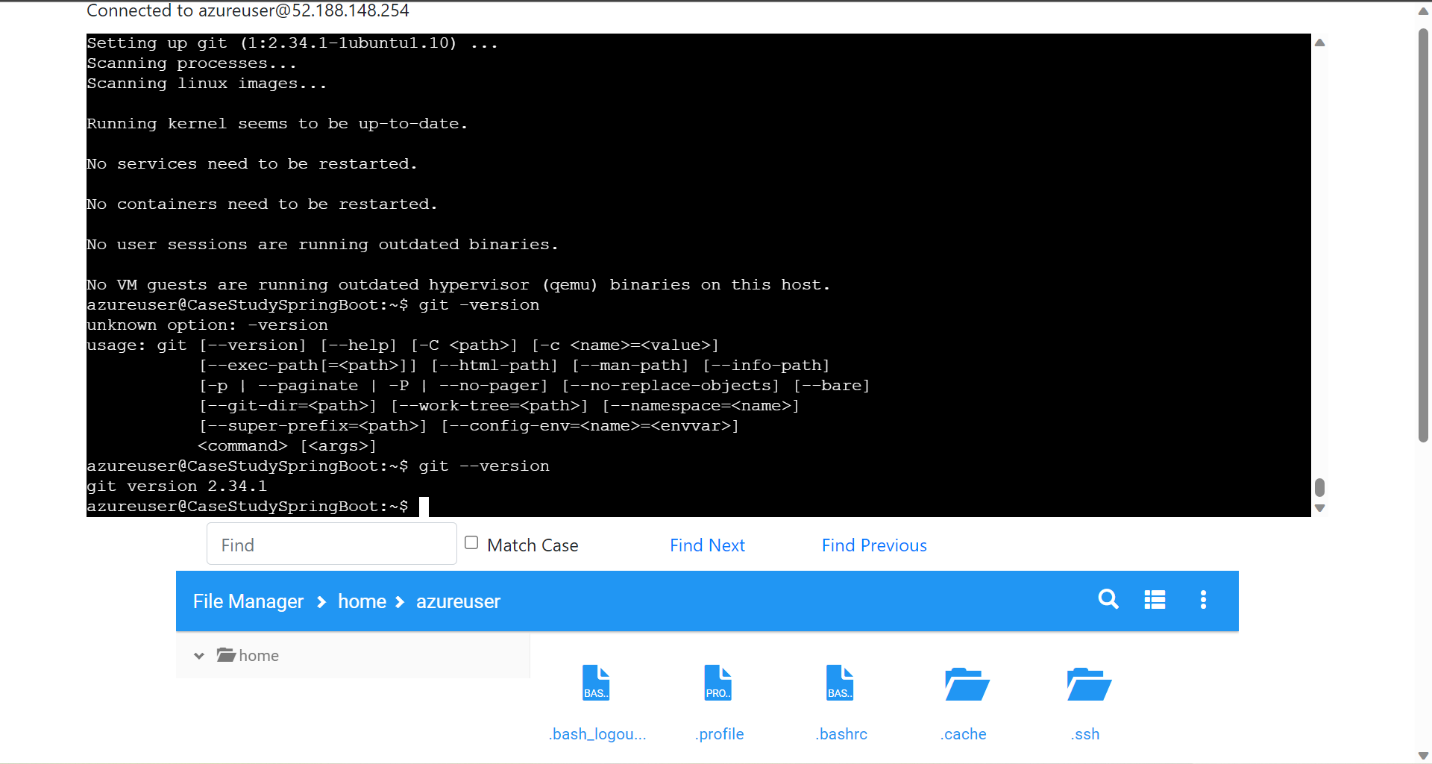 Connected to azureuser@52.188.148.254
Setting up git (1:2.34.1-1ubuntu1.10) ...
Scanning processes...
Scanning linux images...
Running kernel seems to be up-to-date.
No services need to be restarted.
No containers need to be restarted.
No user sessions are running outdated binaries.
No VM guests are running outdated hypervisor (qemu) binaries on this host.
azureuser@CaseStudySpringBoot:~$ git -version
unknown option: -version
usage: git [--version] [--help] [-C <path>] [-c <name>=<value>]
           [--exec-path[=<path>]] [--html-path] [--man-path] [--info-path]
           [-p | --paginate | -P | --no-pager] [--no-replace-objects] [--bare]
           [--git-dir=<path>] [--work-tree=<path>] [--namespace=<name>]
           [--super-prefix=<path>] [--config-env=<name>=<envvar>]
           <command> [<args>]
azureuser@CaseStudySpringBoot:~$ git --version
git version 2.34.1
azureuser@CaseStudySpringBoot:~$
Find Match Case Find Next Find Previous
File Manager > home > azureuser
home
BAS.. PRO.. BAS..
.bash_logou... .profile .bashrc .cache .ssh